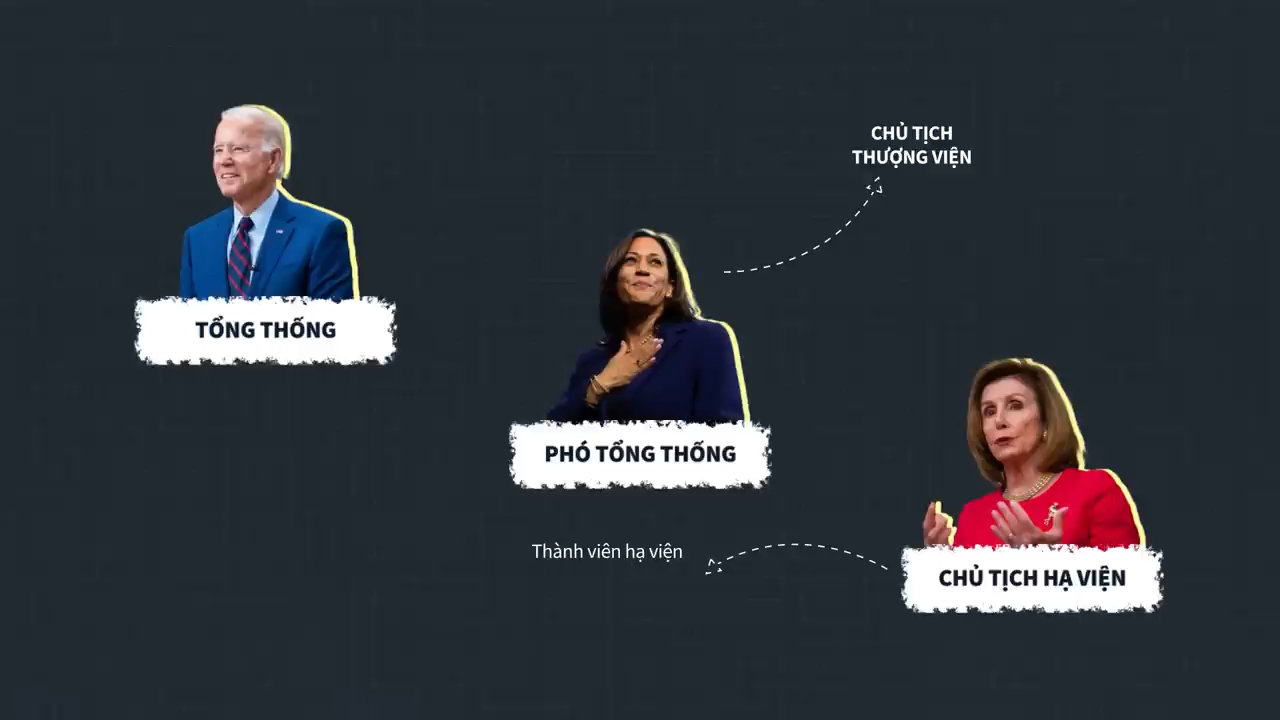 CHỦ TỊCH
THƯỢNG VIỆN
TỔNG THỐNG
PHÓ TỔNG THỐNG
Thành viên hạ viện
CHỦ TỊCH HẠ VIỆN